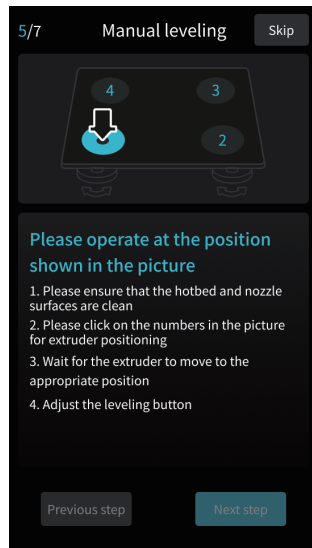 5/7
Manual leveling
Skip
4
3
2
Please operate at the position
shown in the picture
1. Please ensure that the hotbed and nozzle
surfaces are clean
2. Please click on the numbers in the picture
for extruder positioning
3. Wait for the extruder to move to the
appropriate position
4. Adjust the leveling button
Previous step
Next step